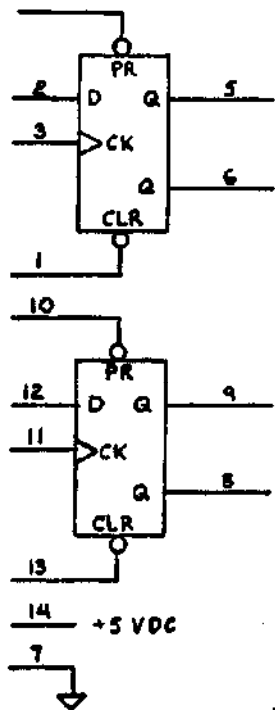 PR
2 D Q 5
3 CK
Q 6
CLR
1
10
PR
12 D Q 9
11 CK
Q 8
CLR
13
14 +5 VDC
7